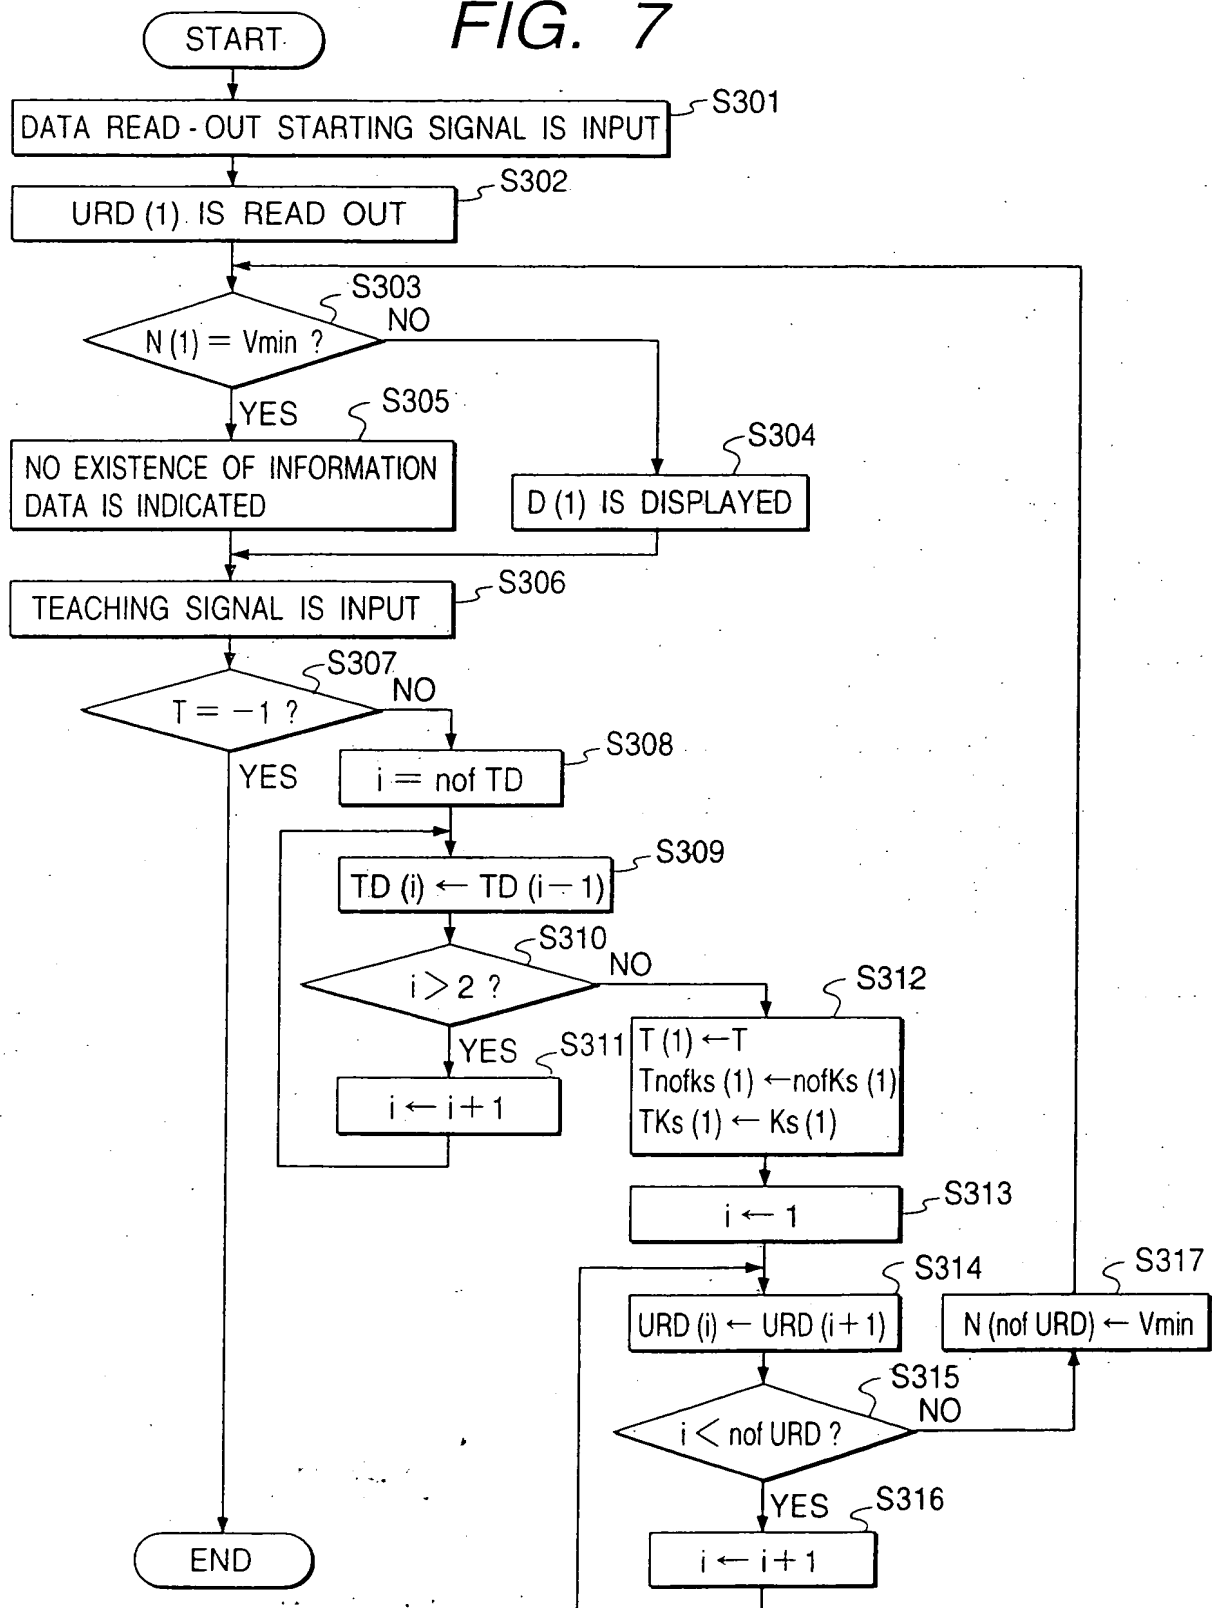 FIG. 7
START
S301
DATA READ-OUT STARTING SIGNAL IS INPUT
S302
URD (1) IS READ OUT
S303
N (1) = Vmin ?
NO
YES
S305
NO EXISTENCE OF INFORMATION
DATA IS INDICATED
S304
D (1) IS DISPLAYED
S306
TEACHING SIGNAL IS INPUT
S307
T = −1 ?
NO
YES
S308
i = nof TD
S309
TD (i) ← TD (i − 1)
S310
i > 2 ?
NO
YES
S311
i ← i + 1
S312
T (1) ← T
Tnofks (1) ← nofKs (1)
TKs (1) ← Ks (1)
S313
i ← 1
S314
URD (i) ← URD (i + 1)
S317
N (nof URD) ← Vmin
S315
i < nof URD ?
NO
YES
S316
i ← i + 1
END